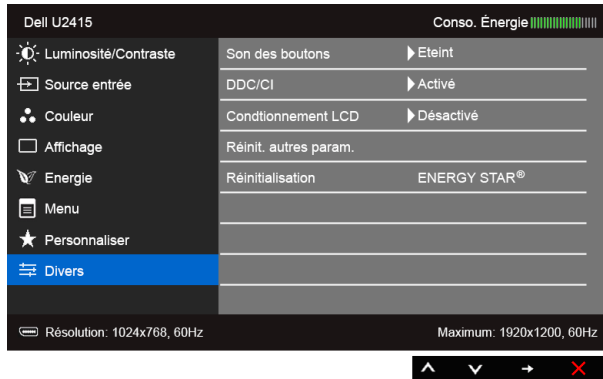 Dell U2415 Conso. Énergie
Luminosité/Contraste Son des boutons Eteint
Source entrée DDC/CI Activé
Couleur Condtionnement LCD Désactivé
Affichage Réinit. autres param.
Energie Réinitialisation ENERGY STAR®
Menu
Personnaliser
Divers
Résolution: 1024x768, 60Hz Maximum: 1920x1200, 60Hz